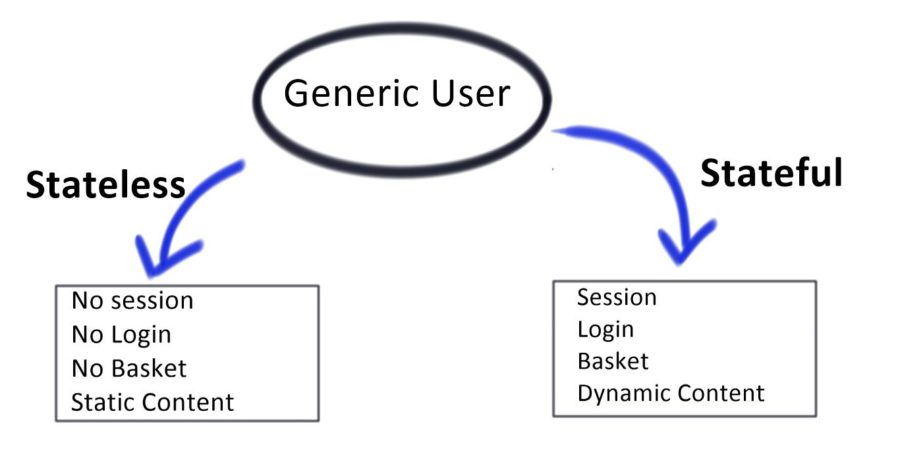 Generic User
Stateless
Stateful
No session
No Login
No Basket
Static Content
Session
Login
Basket
Dynamic Content